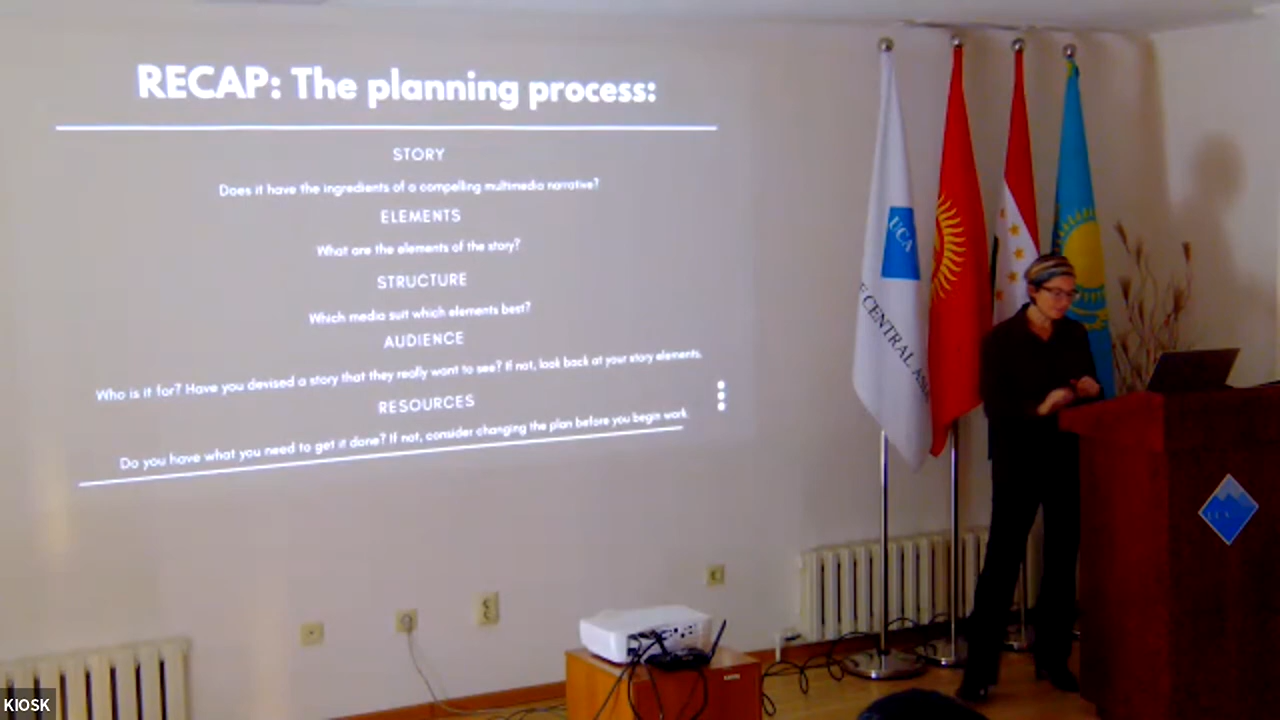 RECAP: The planning process:
STORY
Does it have the ingredients of a compelling multimedia narrative?
ELEMENTS
What are the elements of the story?
STRUCTURE
Which media suit which elements best?
AUDIENCE
Who is it for? Have you devised a story that they really want to see? If not, look back at your story elements.
RESOURCES
Do you have what you need to get it done? If not, consider changing the plan before you begin work.
UCA
CENTRAL
UCA
KIOSK